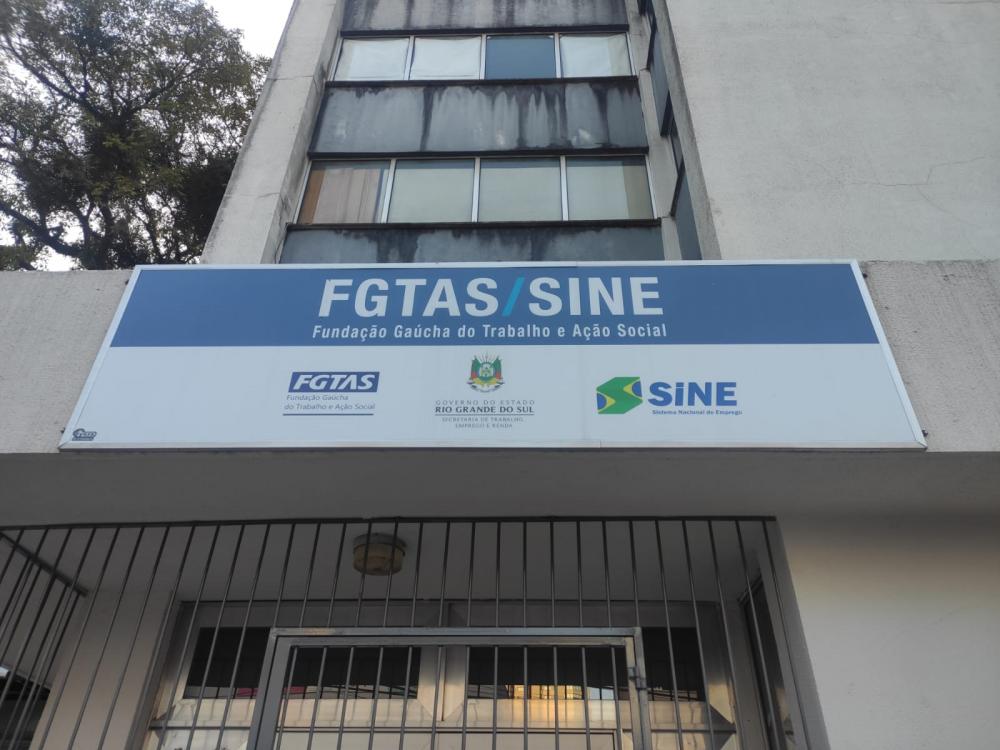 FGTAS/SINE
Fundação Gaúcha do Trabalho e Ação Social
FGTAS
Fundação Gaúcha
do Trabalho e Ação Social
GOVERNO DO ESTADO
RIO GRANDE DO SUL
SECRETARIA DE TRABALHO,
EMPREGO E RENDA
SiNE
Sistema Nacional de Emprego